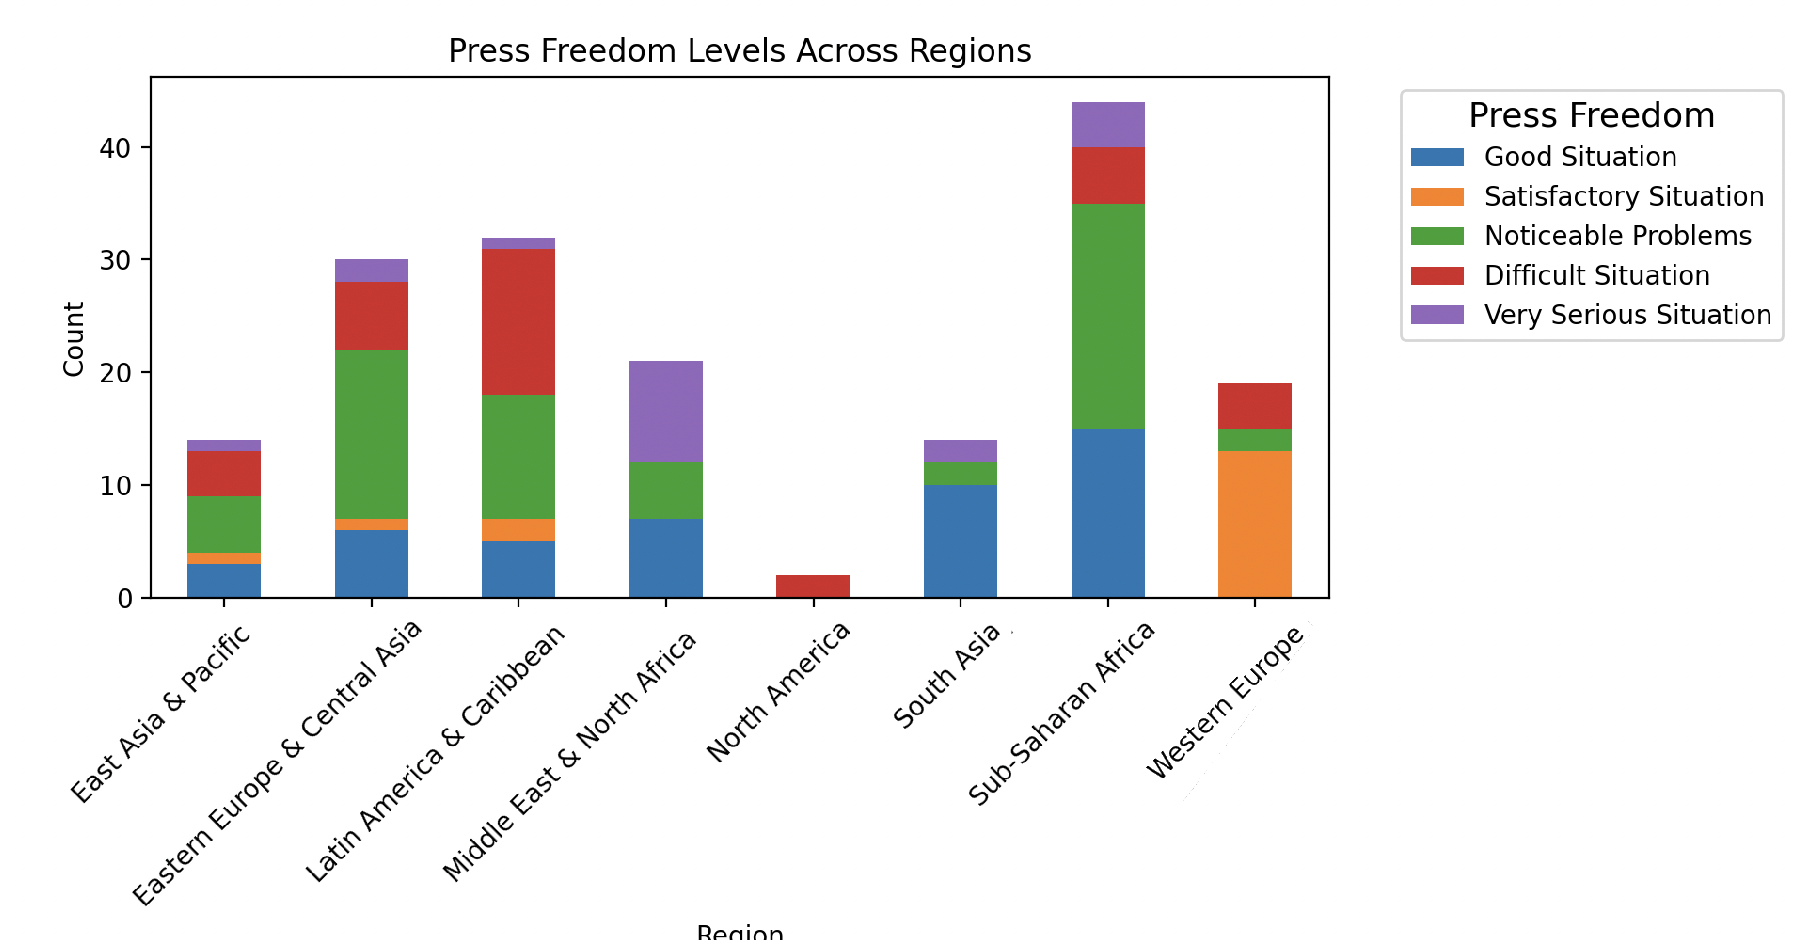 Press Freedom Levels Across Regions
Count
40
30
20
10
0
East Asia & Pacific
Eastern Europe & Central Asia
Latin America & Caribbean
Middle East & North Africa
North America
South Asia
Sub-Saharan Africa
Western Europe
Region
Press Freedom
Good Situation
Satisfactory Situation
Noticeable Problems
Difficult Situation
Very Serious Situation